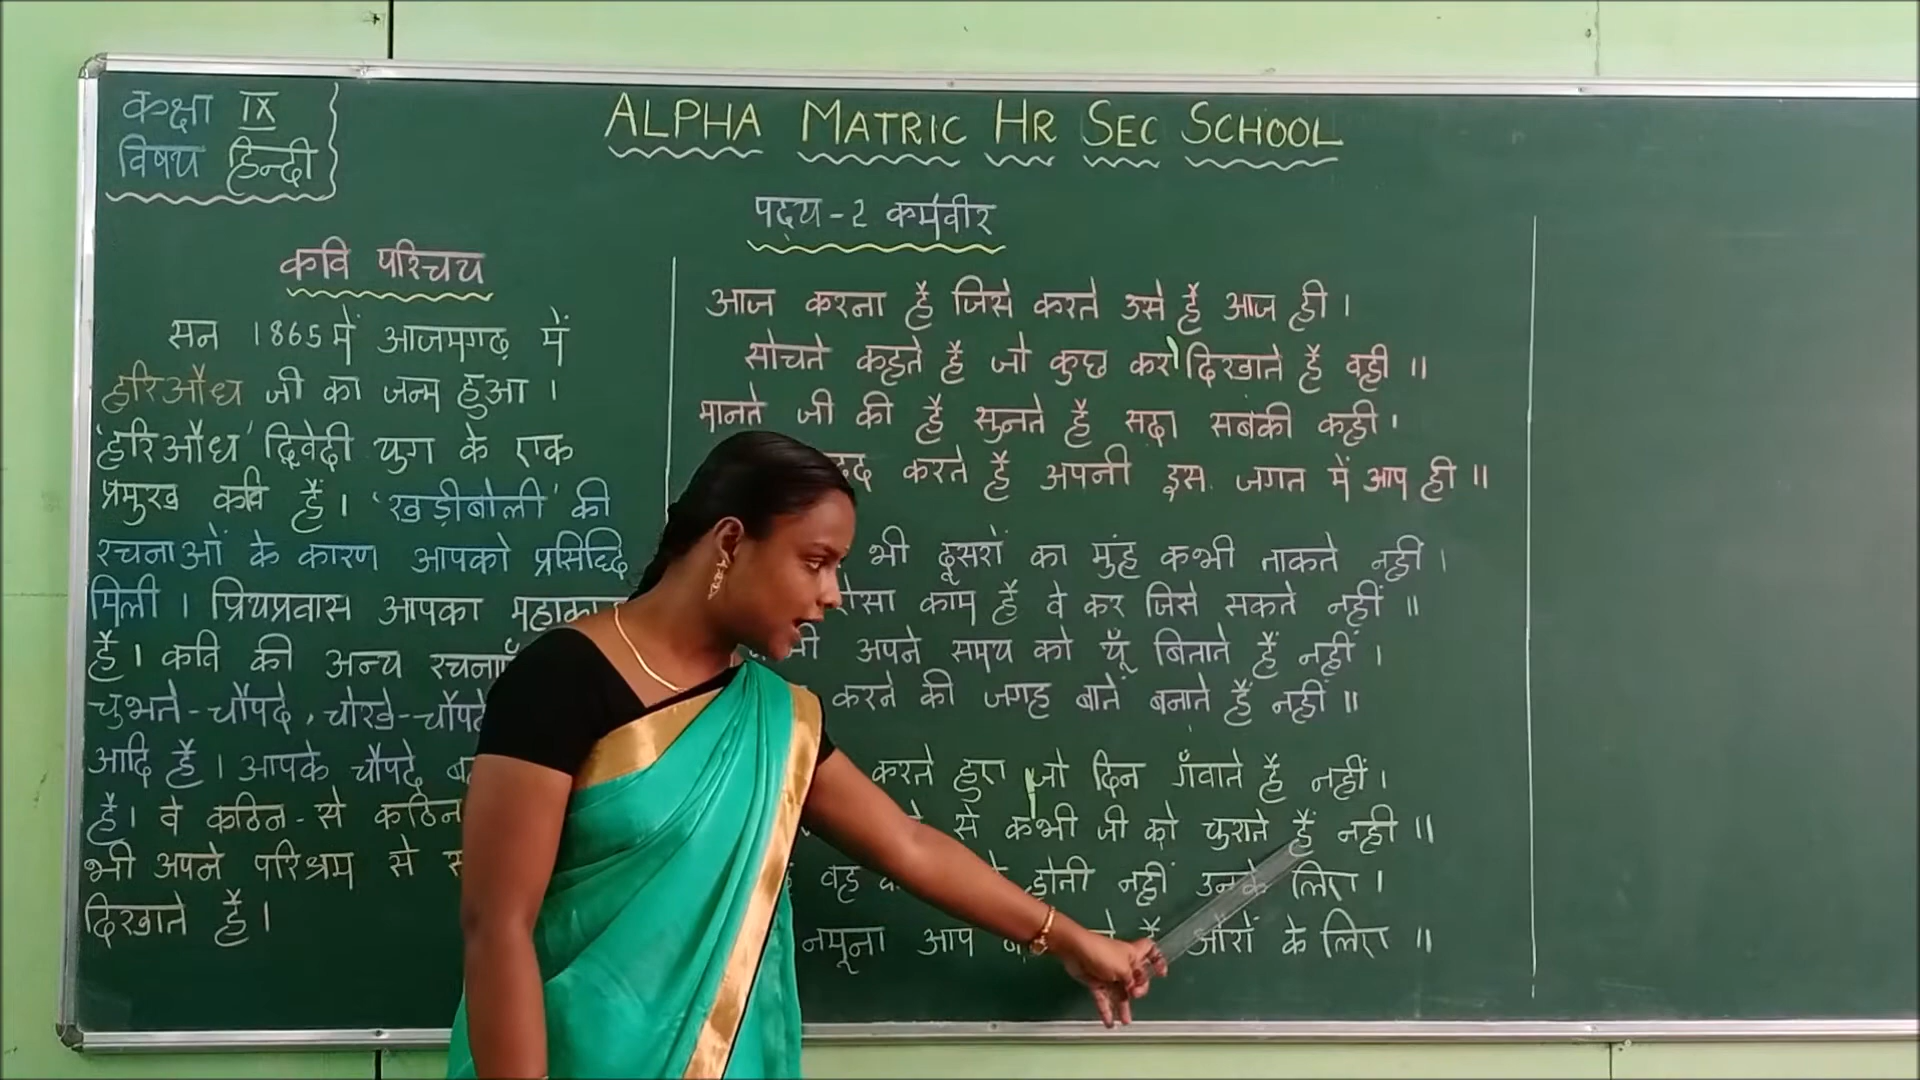 कक्षा IX
विषय हिन्दी
ALPHA MATRIC HR SEC SCHOOL
पद्य-2 कर्मवीर
कवि परिचय
सन 1865 में आजमगढ़ में
हरिऔध जी का जन्म हुआ ।
'हरिऔध' द्विवेदी युग के एक
प्रमुख कवि हैं । 'खड़ीबोली' की
रचनाओं के कारण आपको प्रसिद्धि
मिली । प्रियप्रवास आपका
है । कवि की अन्य रचनाएँ
चुभते-चौपदे, चोखे-चौपदे
आदि हैं । आपके चौपदे
हैं । वे कठिन-से कठिन
भी अपने परिश्रम से
दिखाते हैं ।
आज करना है जिसे करते उसे हैं आज ही ।
सोचते कहते हैं जो कुछ कर दिखाते हैं वही ॥
मानते जी की हैं सुनते हैं सदा सबकी कही ।
करते हैं अपनी इस जगत में आप ही ॥
भी दूसरों का मुंह कभी ताकते नहीं ।
काम है वे कर जिसे सकते नहीं ॥
अपने समय को यूँ बिताते हैं नहीं ।
करने की जगह बातें बनाते हैं नहीं ॥
करते हुए जो दिन गँवाते हैं नहीं ।
से कभी जी को चुराते हैं नहीं ॥
वह होती नहीं उनके लिए ।
नमूना आप हैं औरों के लिए ॥